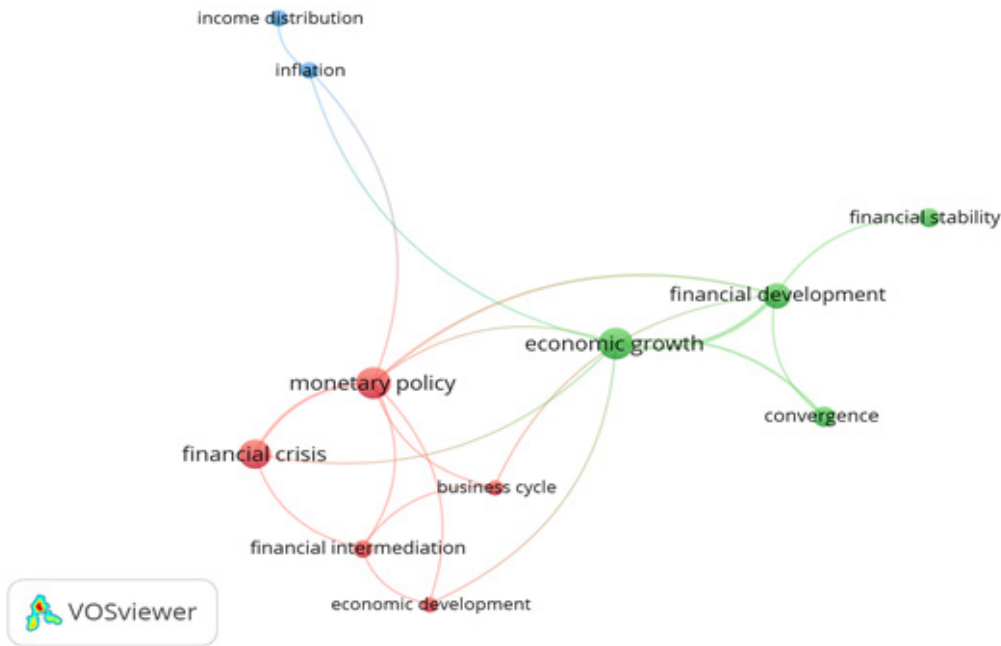 income distribution
inflation
financial stability
financial development
economic growth
monetary policy
convergence
financial crisis
business cycle
financial intermediation
economic development
VOSviewer